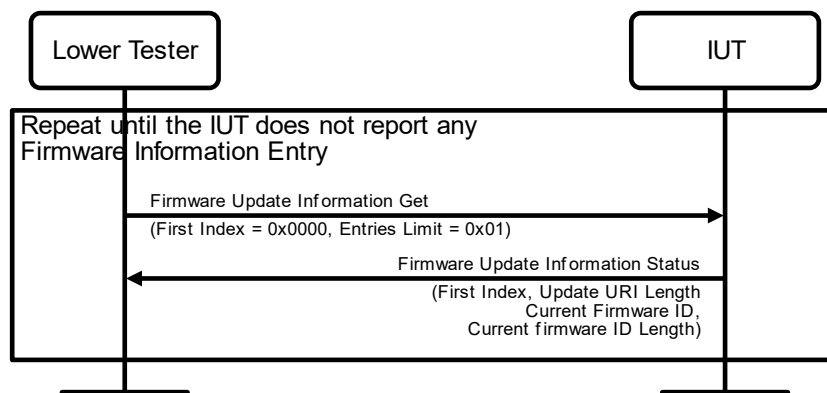 Lower Tester
IUT
Repeat until the IUT does not report any
Firmware Information Entry
Firmware Update Information Get
(First Index = 0x0000, Entries Limit = 0x01)
Firmware Update Information Status
(First Index, Update URI Length
Current Firmware ID,
Current firmware ID Length)